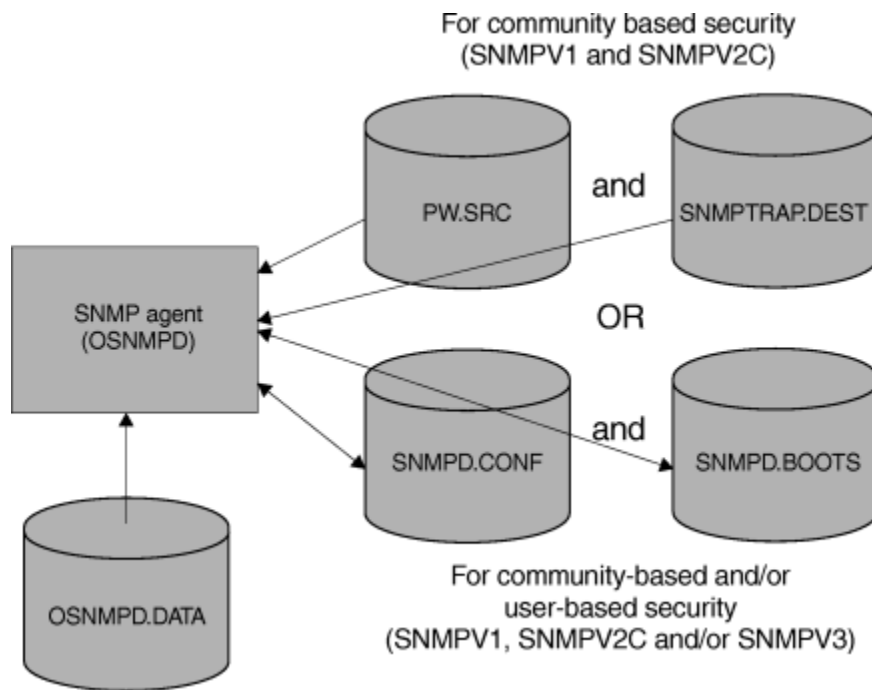 For community based security
(SNMPV1 and SNMPV2C)
PW.SRC
and
SNMPTRAP.DEST
SNMP agent
(OSNMPD)
OR
SNMPD.CONF
and
SNMPD.BOOTS
OSNMPD.DATA
For community-based and/or
user-based security
(SNMPV1, SNMPV2C and/or SNMPV3)